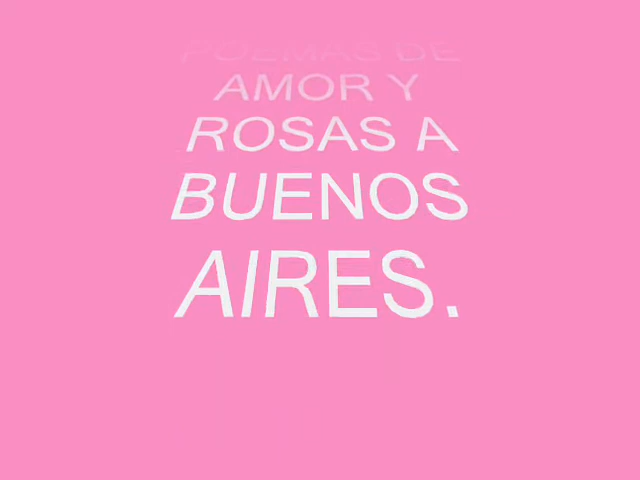 POEMAS DE
AMOR Y
ROSAS A
BUENOS
AIRES.